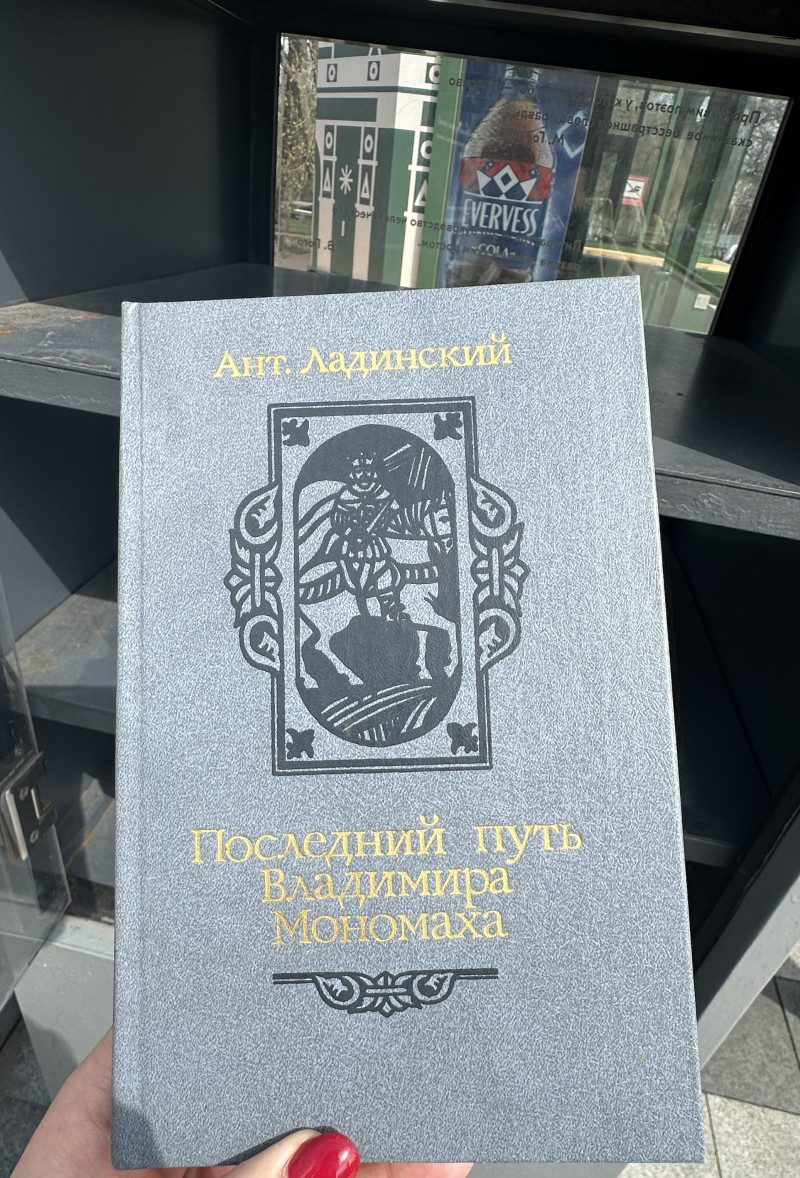 EVERVESS
COLA
Ант. Ладинский
Последний путь
Владимира
Мономаха